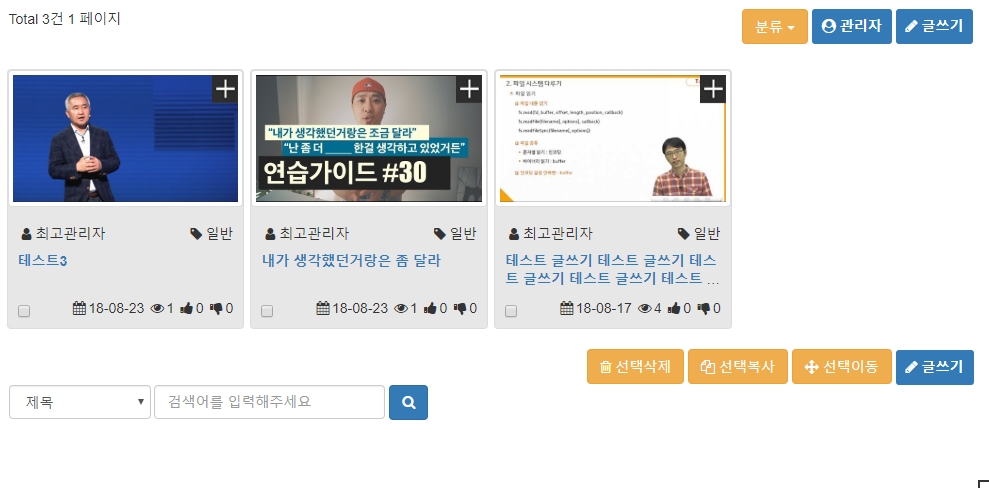 Total 3건 1 페이지
분류
관리자
글쓰기
“내가 생각했던거랑은 조금 달라”
“난 좀 더 ____ 한걸 생각하고 있었거든”
연습가이드 #30
2. 파일 시스템 다루기
최고관리자
일반
테스트3
18-08-23 1 0 0
최고관리자
일반
내가 생각했던거랑은 좀 달라
18-08-23 1 0 0
최고관리자
일반
테스트 글쓰기 테스트 글쓰기 테스
트 글쓰기 테스트 글쓰기 테스트 ...
18-08-17 4 0 0
선택삭제
선택복사
선택이동
글쓰기
제목
검색어를 입력해주세요